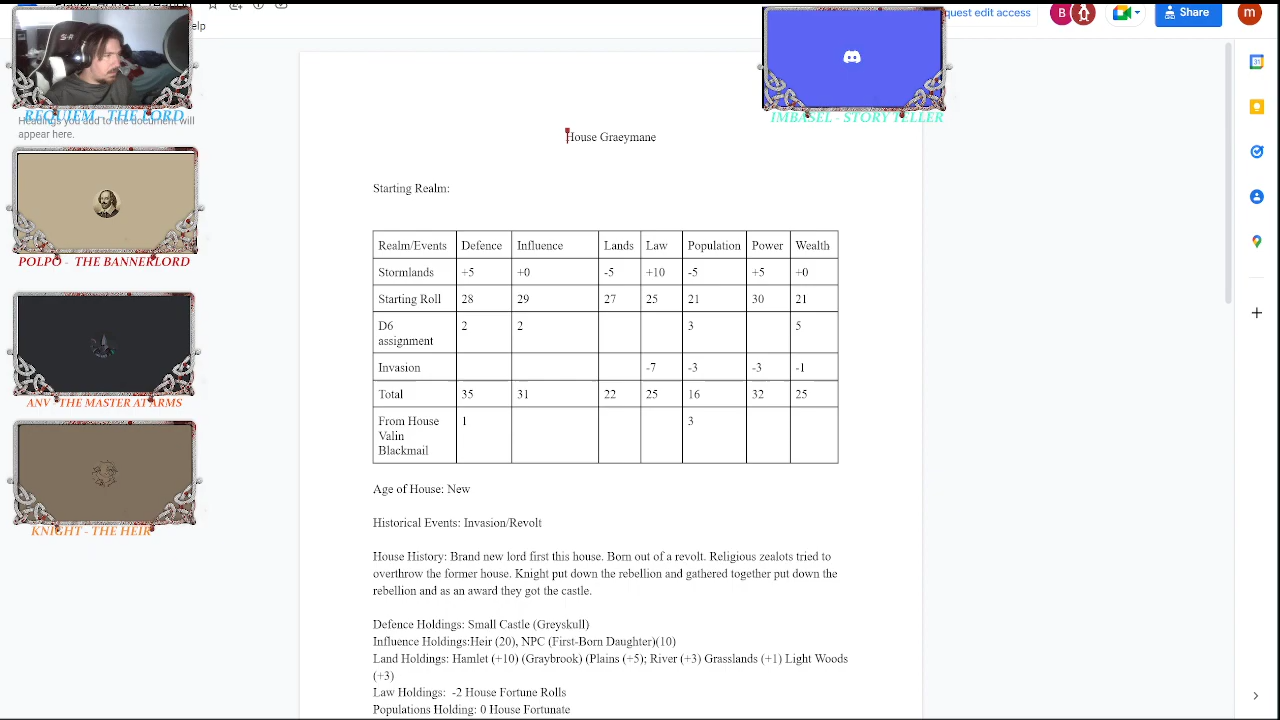 quest edit access
B
Share
m
elp
REQUIEM - THE LORD
Headings you add to the document will
appear here.
IMBASEL - STORY TELLER
POLPO - THE BANNERLORD
ANV - THE MASTER AT ARMS
KNIGHT - THE HEIR
31
House Graeymane
Starting Realm:
Realm/Events Defence Influence Lands Law Population Power Wealth
Stormlands +5 +0 -5 +10 -5 +5 +0
Starting Roll 28 29 27 25 21 30 21
D6 2 2 3 5
assignment
Invasion -7 -3 -3 -1
Total 35 31 22 25 16 32 25
From House 1 3
Valin
Blackmail
Age of House: New
Historical Events: Invasion/Revolt
House History: Brand new lord first this house. Born out of a revolt. Religious zealots tried to
overthrow the former house. Knight put down the rebellion and gathered together put down the
rebellion and as an award they got the castle.
Defence Holdings: Small Castle (Greyskull)
Influence Holdings:Heir (20), NPC (First-Born Daughter)(10)
Land Holdings: Hamlet (+10) (Graybrook) (Plains (+5); River (+3) Grasslands (+1) Light Woods
(+3)
Law Holdings: -2 House Fortune Rolls
Populations Holding: 0 House Fortunate